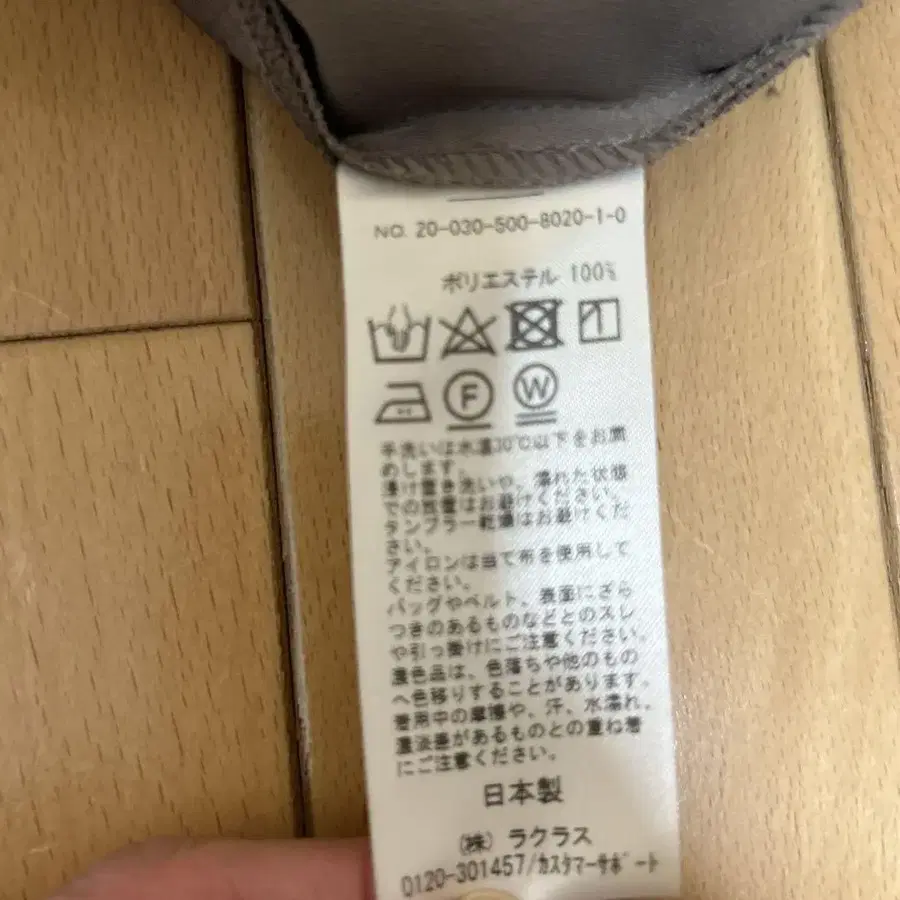 NO. 20-030-500-8020-1-0
ポリエステル 100%
F W
手洗いは水温30℃以下をお薦
めします。
浸け置き洗いや、濡れた状態
での放置はお避けください。
タンブラー乾燥はお避けくだ
さい。
アイロンは当て布を使用して
ください。
バッグやベルト、表面にざら
つきのあるものなどとのスレ
や引っ掛けにご注意ください。
濃色品は、色落ちや他のもの
へ色移りすることがあります。
着用中の摩擦や、汗、水濡れ、
濃淡差があるものとの重ね着
にご注意ください。
日本製
(株) ラクラス
0120-301457/カスタマーサポート